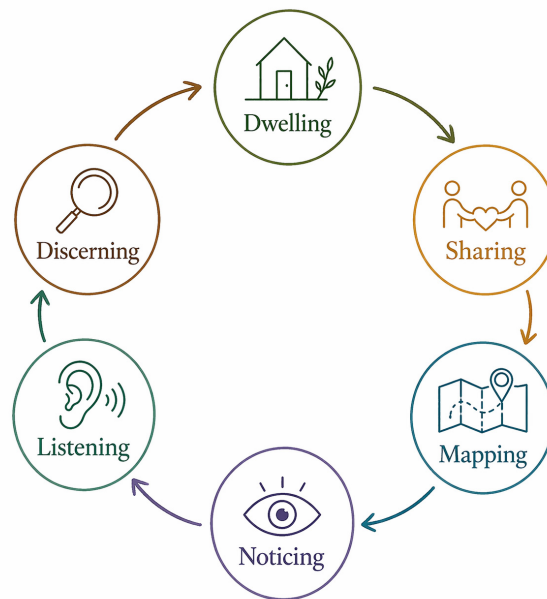 Dwelling
Sharing
Mapping
Noticing
Listening
Discerning